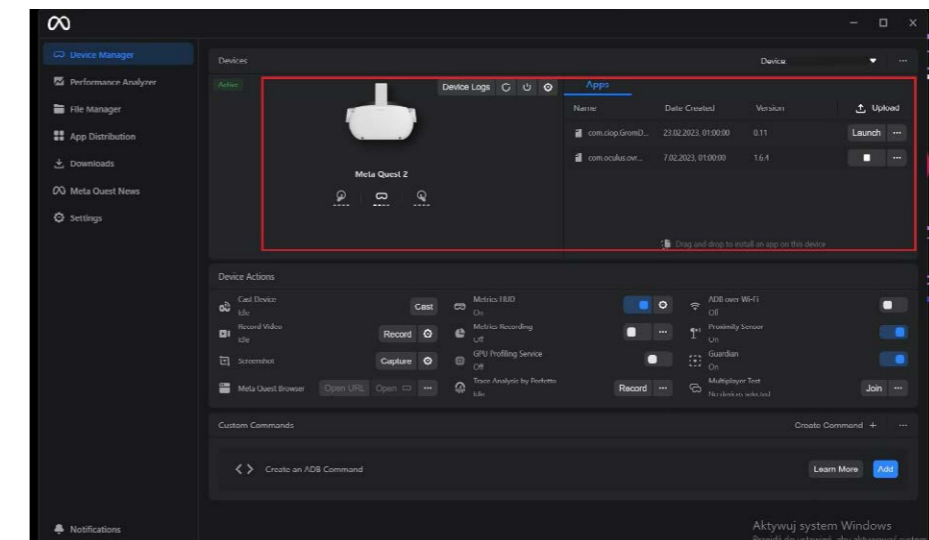 Device Manager
Performance Analyzer
File Manager
App Distribution
Downloads
Meta Quest News
Settings
Notifications
Devices
Device
Active
Device Logs
Meta Quest 2
Apps
Name Date Created Version Upload
com.ciop.GromD... 23.02.2023, 01:00:00 0.11 Launch
com.oculus.ovr... 7.02.2023, 01:00:00 1.6.4
Drag and drop to install an app on this device
Device Actions
Cast Device
Idle
Cast
Record Video
Idle
Record
Screenshot
Capture
Meta Quest Browser
Open URL
Open
Metrics HUD
On
Metrics Recording
Off
GPU Profiling Service
Off
Trace Analysis by Perfetto
Idle
Record
ADB over Wi-Fi
Off
Proximity Sensor
On
Guardian
On
Multiplayer Test
No devices selected
Join
Custom Commands
Create Command +
Create an ADB Command
Learn More
Add
Aktywuj system Windows